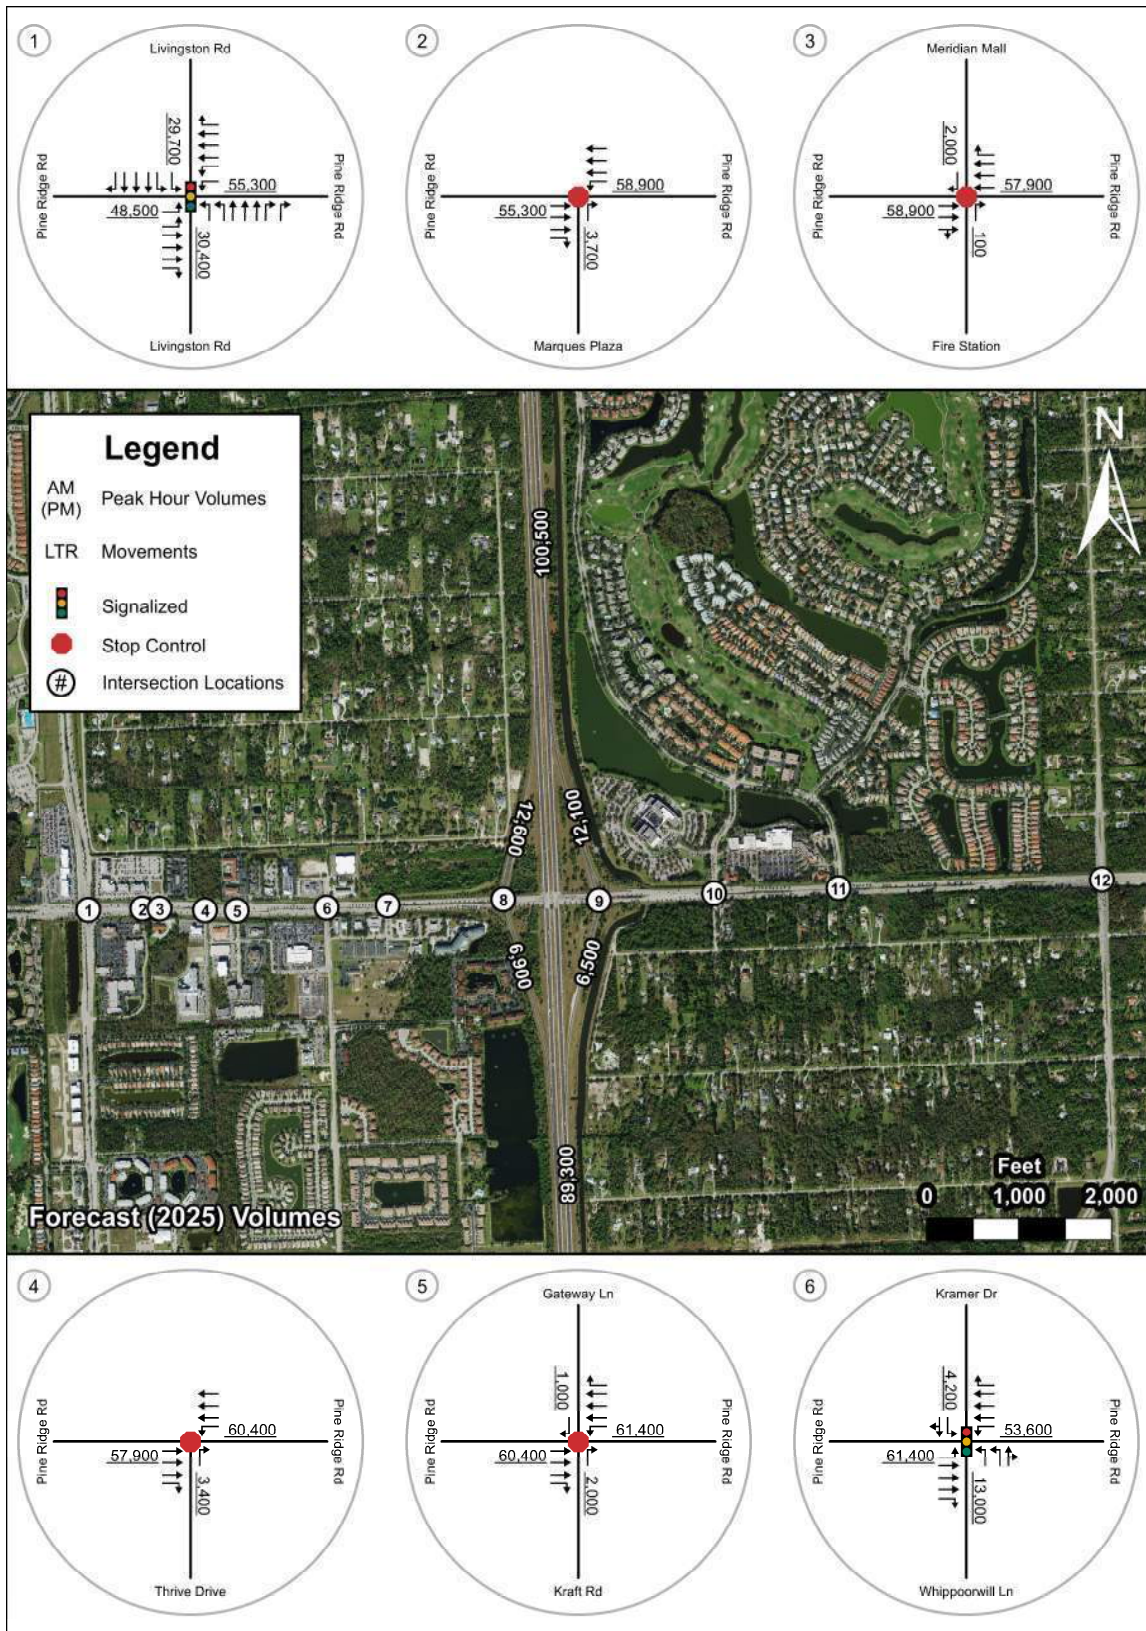 1
Livingston Rd
29,700
Pine Ridge Rd
55,300
48,500
Pine Ridge Rd
30,400
Livingston Rd
2
58,900
Pine Ridge Rd
55,300
Pine Ridge Rd
3,700
Marques Plaza
3
Meridian Mall
2,000
Pine Ridge Rd
57,900
58,900
Pine Ridge Rd
100
Fire Station
Legend
AM
(PM)
Peak Hour Volumes
LTR
Movements
Signalized
Stop Control
#
Intersection Locations
N
100,500
12,600
12,100
1
2
3
4
5
6
7
8
9
10
11
12
9,900
6,500
89,300
Feet
0
1,000
2,000
Forecast (2025) Volumes
4
Pine Ridge Rd
60,400
57,900
Pine Ridge Rd
3,400
Thrive Drive
5
Gateway Ln
1,000
Pine Ridge Rd
61,400
60,400
Pine Ridge Rd
2,000
Kraft Rd
6
Kramer Dr
4,200
Pine Ridge Rd
53,600
61,400
Pine Ridge Rd
13,000
Whippoorwill Ln